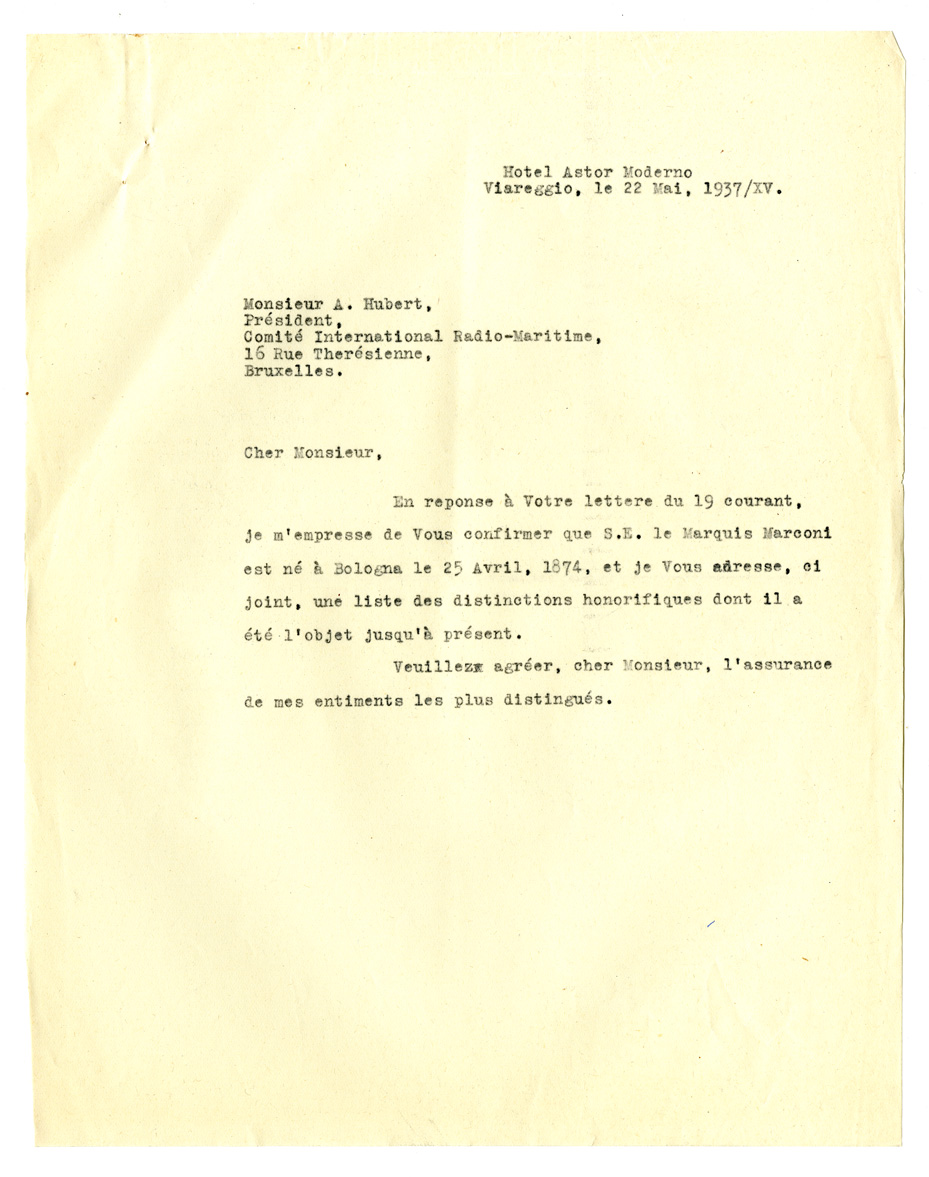 Hotel Astor Moderno
Viareggio, le 22 Mai, 1937/XV.
Monsieur A. Hubert,
Président,
Comité International Radio-Maritime,
16 Rue Therésienne,
Bruxelles.
Cher Monsieur,
En reponse à Votre lettere du 19 courant,
je m'empresse de Vous confirmer que S.E. le Marquis Marconi
est né à Bologna le 25 Avril, 1874, et je Vous adresse, ci
joint, une liste des distinctions honorifiques dont il a
été l'objet jusqu'à présent.
Veuillezx agréer, cher Monsieur, l'assurance
de mes entiments les plus distingués.